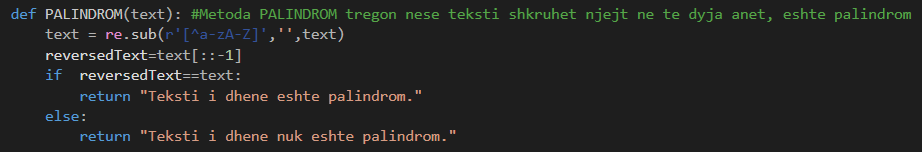 def PALINDROM(text): #Metoda PALINDROM tregon nese teksti shkruhet njejt ne te dyja anet, eshte palindrom
    text = re.sub(r'[^a-zA-Z]','',text)
    reversedText=text[::-1]
    if  reversedText==text:
        return "Teksti i dhene eshte palindrom."
    else:
        return "Teksti i dhene nuk eshte palindrom."